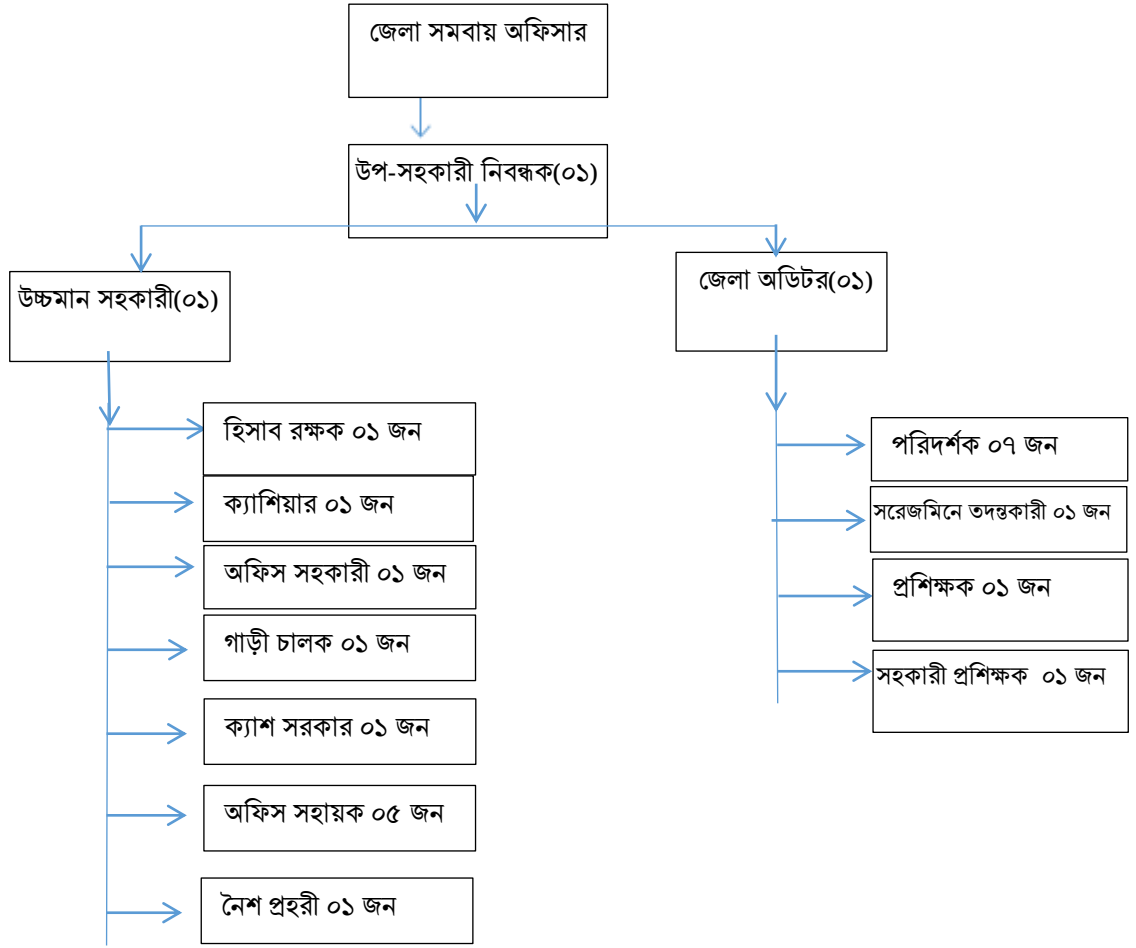 জেলা সমবায় অফিসার
উপ-সহকারী নিবন্ধক(০১)
উচ্চমান সহকারী(০১)
হিসাব রক্ষক ০১ জন
ক্যাশিয়ার ০১ জন
অফিস সহকারী ০১ জন
গাড়ী চালক ০১ জন
ক্যাশ সরকার ০১ জন
অফিস সহায়ক ০৫ জন
নৈশ প্রহরী ০১ জন
জেলা অডিটর(০১)
পরিদর্শক ০৭ জন
সরেজমিনে তদন্তকারী ০১ জন
প্রশিক্ষক ০১ জন
সহকারী প্রশিক্ষক ০১ জন